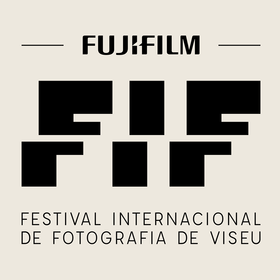 FUJIFILM
FIF
FIF
FESTIVAL INTERNACIONAL
DE FOTOGRAFIA DE VISEU